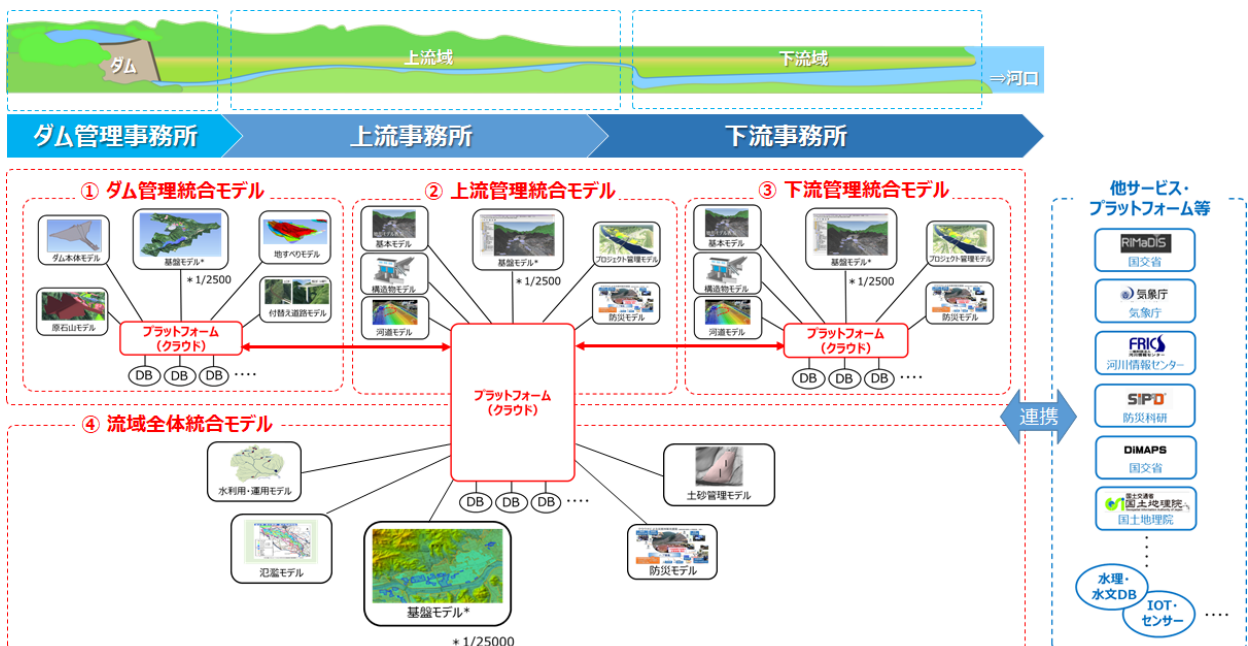 ダム
上流域
下流域
⇒河口
ダム管理事務所
上流事務所
下流事務所
① ダム管理統合モデル
ダム本体モデル
基盤モデル*
地すべりモデル
*1/2500
原石山モデル
付替え道路モデル
プラットフォーム
(クラウド)
DB
DB
DB
‥‥
② 上流管理統合モデル
基本モデル
基盤モデル*
プロジェクト管理モデル
*1/2500
構造物モデル
河道モデル
防災モデル
プラットフォーム
(クラウド)
③ 下流管理統合モデル
基本モデル
基盤モデル*
プロジェクト管理モデル
*1/2500
構造物モデル
河道モデル
防災モデル
プラットフォーム
(クラウド)
DB
DB
DB
‥‥
④ 流域全体統合モデル
水利用・運用モデル
氾濫モデル
DB
DB
DB
‥‥
基盤モデル*
*1/25000
土砂管理モデル
防災モデル
連携
他サービス・
プラットフォーム等
RiMaDIS
国交省
気象庁
気象庁
FRICS
河川情報センター
SIP4D
防災科研
DiMAPS
国交省
国土交通省
国土地理院
国土地理院
水理・
水文DB
IOT・
センサー
‥‥